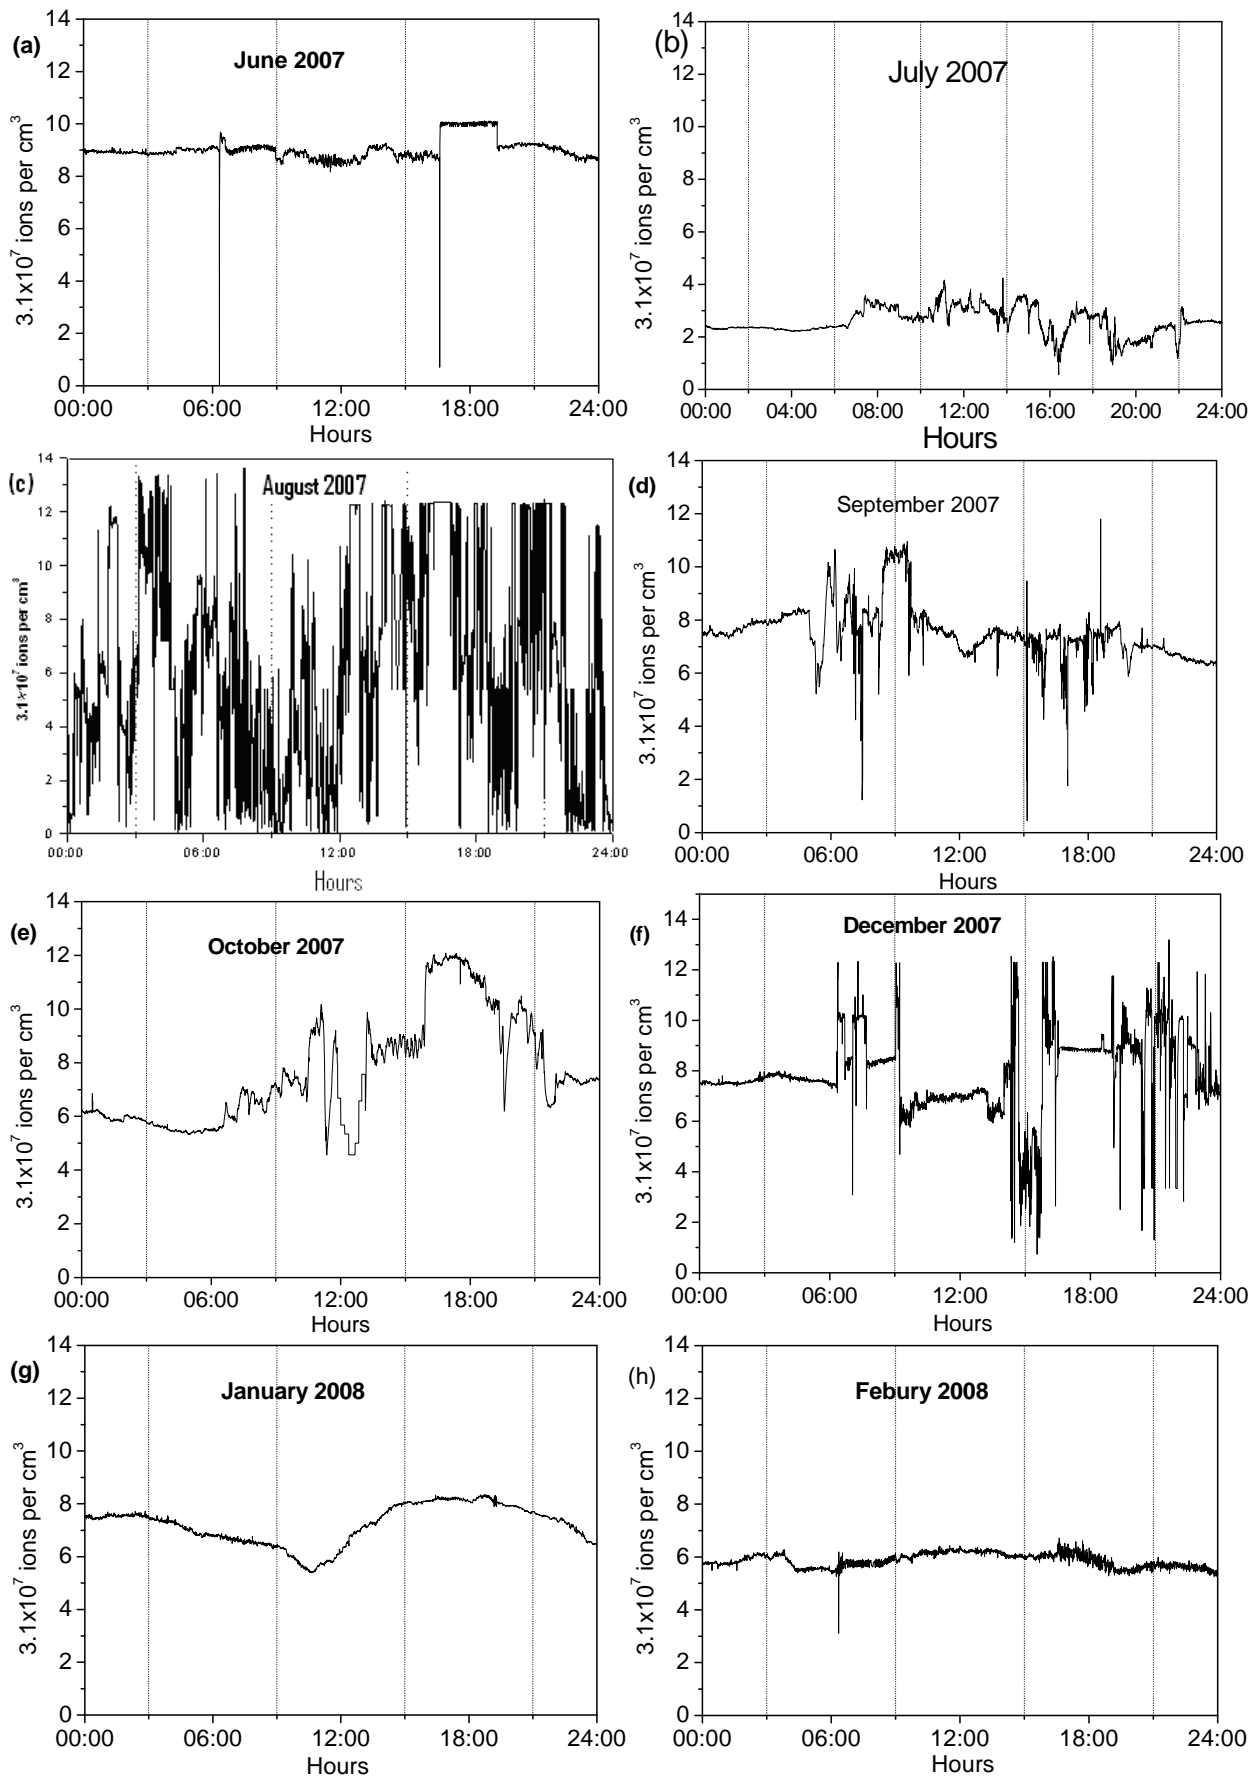 (a)
June 2007
3.1x10⁷ ions per cm³
14
12
10
8
6
4
2
0
00:00 06:00 12:00 18:00 24:00
Hours
(b)
July 2007
3.1x10⁷ ions per cm³
14
12
10
8
6
4
2
0
00:00 04:00 08:00 12:00 16:00 20:00 24:00
Hours
(c)
August 2007
3.1×10⁷ ions per cm³
14
12
10
8
6
4
2
0
00:00 06:00 12:00 18:00 24:00
Hours
(d)
September 2007
3.1x10⁷ ions per cm³
14
12
10
8
6
4
2
0
00:00 06:00 12:00 18:00 24:00
Hours
(e)
October 2007
3.1x10⁷ ions per cm³
14
12
10
8
6
4
2
0
00:00 06:00 12:00 18:00 24:00
Hours
(f)
December 2007
3.1x10⁷ ions per cm³
14
12
10
8
6
4
2
0
00:00 06:00 12:00 18:00 24:00
Hours
(g)
January 2008
3.1x10⁷ ions per cm³
14
12
10
8
6
4
2
0
00:00 06:00 12:00 18:00 24:00
Hours
(h)
Febury 2008
3.1x10⁷ ions per cm³
14
12
10
8
6
4
2
0
00:00 06:00 12:00 18:00 24:00
Hours